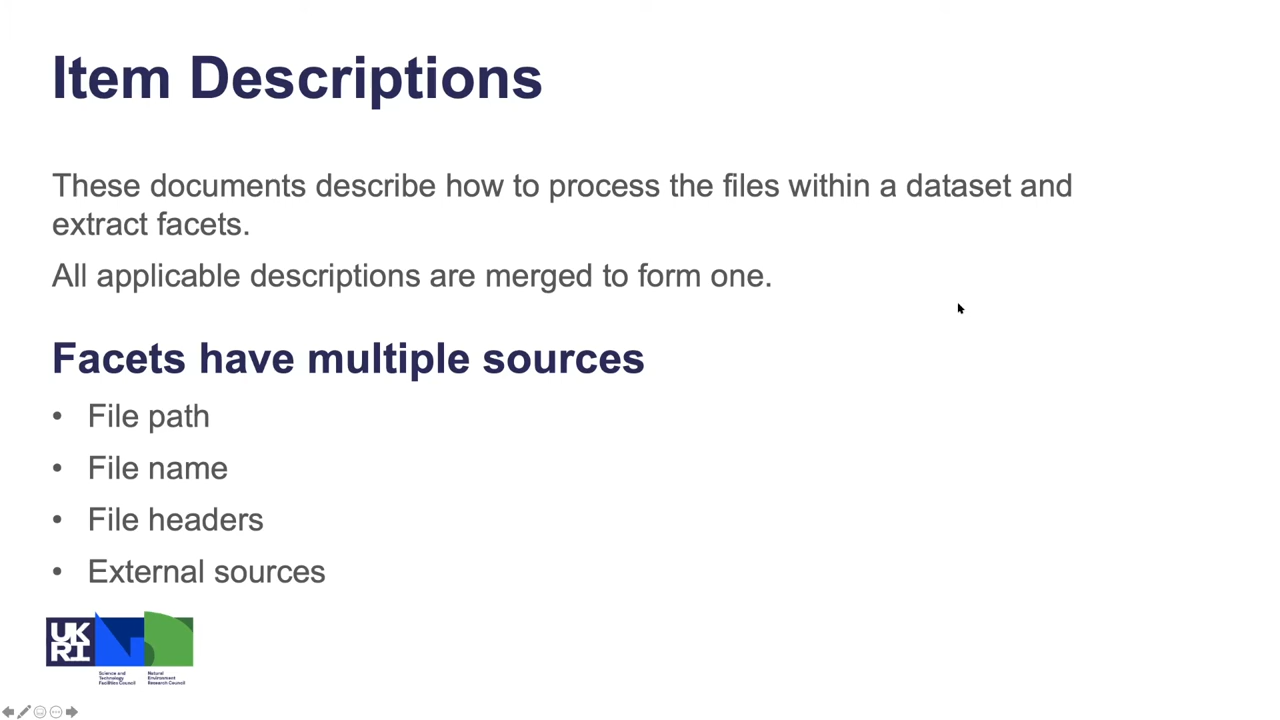 Item Descriptions
These documents describe how to process the files within a dataset and
extract facets.
All applicable descriptions are merged to form one.
Facets have multiple sources
• File path
• File name
• File headers
• External sources
UK
RI
Science and
Technology
Facilities Council
Natural
Environment
Research Council